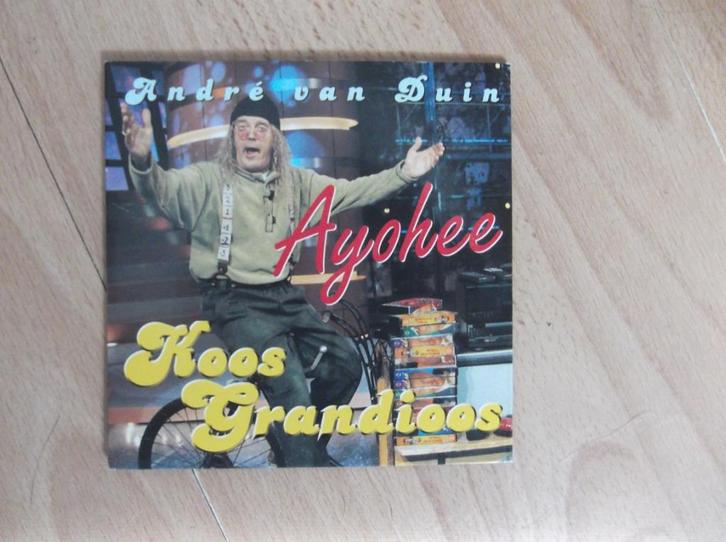 André van Duin
Ayohee
Koos
Grandioos